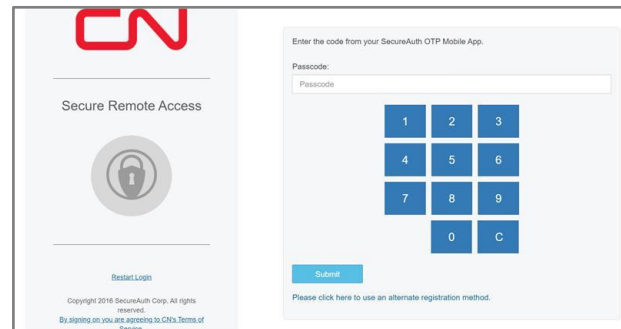 CN
Secure Remote Access
Restart Login
Copyright 2016 SecureAuth Corp. All rights
reserved.
By signing on you are agreeing to CN's Terms of
Service
Enter the code from your SecureAuth OTP Mobile App.
Passcode:
Passcode
1 2 3
4 5 6
7 8 9
0 C
Submit
Please click here to use an alternate registration method.